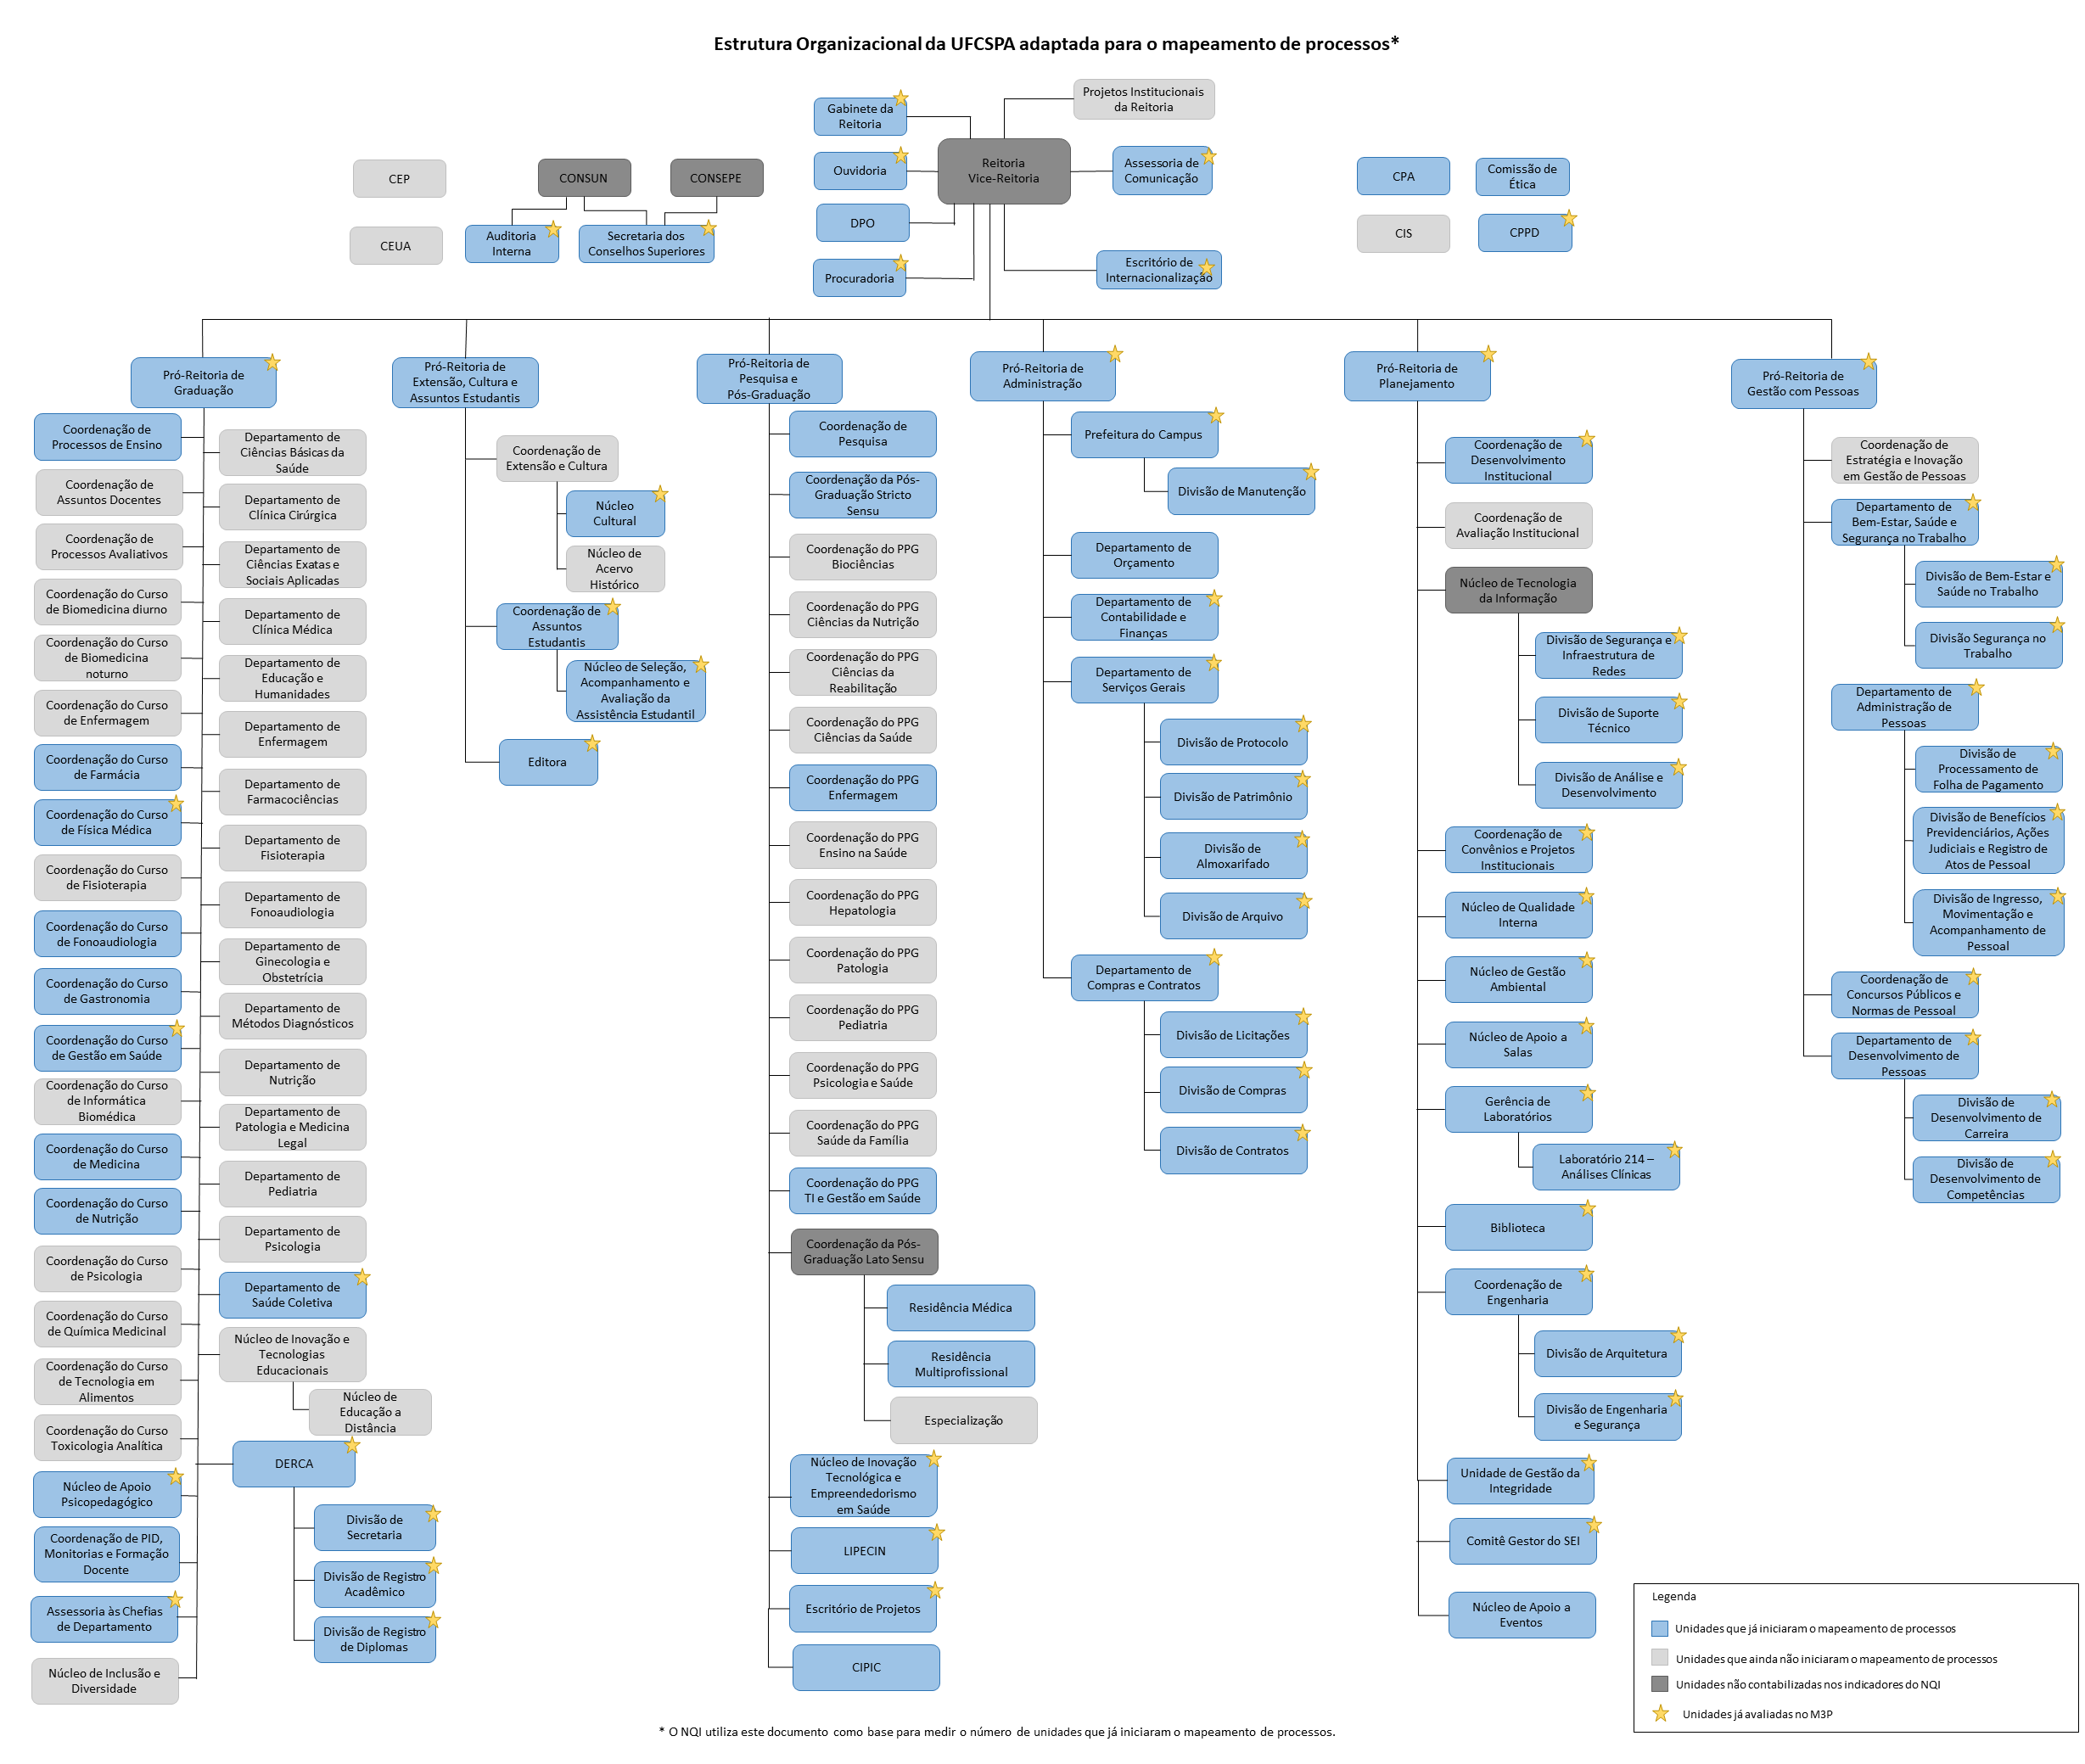 Estrutura Organizacional da UFCSPA adaptada para o mapeamento de processos*
Projetos Institucionais
da Reitoria
Gabinete da
Reitoria
Reitoria
Vice-Reitoria
Ouvidoria
Assessoria de
Comunicação
DPO
Procuradoria
Escritório de
Internacionalização
CEP
CONSUN
CONSEPE
CEUA
Auditoria
Interna
Secretaria dos
Conselhos Superiores
CPA
Comissão de
Ética
CIS
CPPD
Pró-Reitoria de
Graduação
Coordenação de
Processos de Ensino
Coordenação de
Assuntos Docentes
Coordenação de
Processos Avaliativos
Coordenação do Curso
de Biomedicina diurno
Coordenação do Curso
de Biomedicina
noturno
Coordenação do Curso
de Enfermagem
Coordenação do Curso
de Farmácia
Coordenação do Curso
de Física Médica
Coordenação do Curso
de Fisioterapia
Coordenação do Curso
de Fonoaudiologia
Coordenação do Curso
de Gastronomia
Coordenação do Curso
de Gestão em Saúde
Coordenação do Curso
de Informática
Biomédica
Coordenação do Curso
de Medicina
Coordenação do Curso
de Nutrição
Coordenação do Curso
de Psicologia
Coordenação do Curso
de Química Medicinal
Coordenação do Curso
de Tecnologia em
Alimentos
Coordenação do Curso
Toxicologia Analítica
Núcleo de Apoio
Psicopedagógico
Coordenação de PID,
Monitorias e Formação
Docente
Assessoria às Chefias
de Departamento
Núcleo de Inclusão e
Diversidade
Departamento de
Ciências Básicas da
Saúde
Departamento de
Clínica Cirúrgica
Departamento de
Ciências Exatas e
Sociais Aplicadas
Departamento de
Clínica Médica
Departamento de
Educação e
Humanidades
Departamento de
Enfermagem
Departamento de
Farmacociências
Departamento de
Fisioterapia
Departamento de
Fonoaudiologia
Departamento de
Ginecologia e
Obstetrícia
Departamento de
Métodos Diagnósticos
Departamento de
Nutrição
Departamento de
Patologia e Medicina
Legal
Departamento de
Pediatria
Departamento de
Psicologia
Departamento de
Saúde Coletiva
Núcleo de Inovação e
Tecnologias
Educacionais
Núcleo de
Educação a
Distância
DERCA
Divisão de
Secretaria
Divisão de Registro
Acadêmico
Divisão de Registro
de Diplomas
Pró-Reitoria de
Extensão, Cultura e
Assuntos Estudantis
Coordenação de
Extensão e Cultura
Núcleo
Cultural
Núcleo de
Acervo
Histórico
Coordenação de
Assuntos
Estudantis
Núcleo de Seleção,
Acompanhamento e
Avaliação da
Assistência Estudantil
Editora
Pró-Reitoria de
Pesquisa e
Pós-Graduação
Coordenação de
Pesquisa
Coordenação da Pós-
Graduação Stricto
Sensu
Coordenação do PPG
Biociências
Coordenação do PPG
Ciências da Nutrição
Coordenação do PPG
Ciências da
Reabilitação
Coordenação do PPG
Ciências da Saúde
Coordenação do PPG
Enfermagem
Coordenação do PPG
Ensino na Saúde
Coordenação do PPG
Hepatologia
Coordenação do PPG
Patologia
Coordenação do PPG
Pediatria
Coordenação do PPG
Psicologia e Saúde
Coordenação do PPG
Saúde da Família
Coordenação do PPG
TI e Gestão em Saúde
Coordenação da Pós-
Graduação Lato Sensu
Residência Médica
Residência
Multiprofissional
Especialização
Núcleo de Inovação
Tecnológica e
Empreendedorismo
em Saúde
LIPECIN
Escritório de Projetos
CIPIC
Pró-Reitoria de
Administração
Prefeitura do Campus
Divisão de Manutenção
Departamento de
Orçamento
Departamento de
Contabilidade e
Finanças
Departamento de
Serviços Gerais
Divisão de Protocolo
Divisão de Patrimônio
Divisão de
Almoxarifado
Divisão de Arquivo
Departamento de
Compras e Contratos
Divisão de Licitações
Divisão de Compras
Divisão de Contratos
Pró-Reitoria de
Planejamento
Coordenação de
Desenvolvimento
Institucional
Coordenação de
Avaliação Institucional
Núcleo de Tecnologia
da Informação
Divisão de Segurança e
Infraestrutura de
Redes
Divisão de Suporte
Técnico
Divisão de Análise e
Desenvolvimento
Coordenação de
Convênios e Projetos
Institucionais
Núcleo de Qualidade
Interna
Núcleo de Gestão
Ambiental
Núcleo de Apoio a
Salas
Gerência de
Laboratórios
Laboratório 214 –
Análises Clínicas
Biblioteca
Coordenação de
Engenharia
Divisão de Arquitetura
Divisão de Engenharia
e Segurança
Unidade de Gestão da
Integridade
Comitê Gestor do SEI
Núcleo de Apoio a
Eventos
Pró-Reitoria de
Gestão com Pessoas
Coordenação de
Estratégia e Inovação
em Gestão de Pessoas
Departamento de
Bem-Estar, Saúde e
Segurança no Trabalho
Divisão de Bem-Estar e
Saúde no Trabalho
Divisão Segurança no
Trabalho
Departamento de
Administração de
Pessoas
Divisão de
Processamento de
Folha de Pagamento
Divisão de Benefícios
Previdenciários, Ações
Judiciais e Registro de
Atos de Pessoal
Divisão de Ingresso,
Movimentação e
Acompanhamento de
Pessoal
Coordenação de
Concursos Públicos e
Normas de Pessoal
Departamento de
Desenvolvimento de
Pessoas
Divisão de
Desenvolvimento de
Carreira
Divisão de
Desenvolvimento de
Competências
Legenda
Unidades que já iniciaram o mapeamento de processos
Unidades que ainda não iniciaram o mapeamento de processos
Unidades não contabilizadas nos indicadores do NQI
Unidades já avaliadas no M3P
* O NQI utiliza este documento como base para medir o número de unidades que já iniciaram o mapeamento de processos.